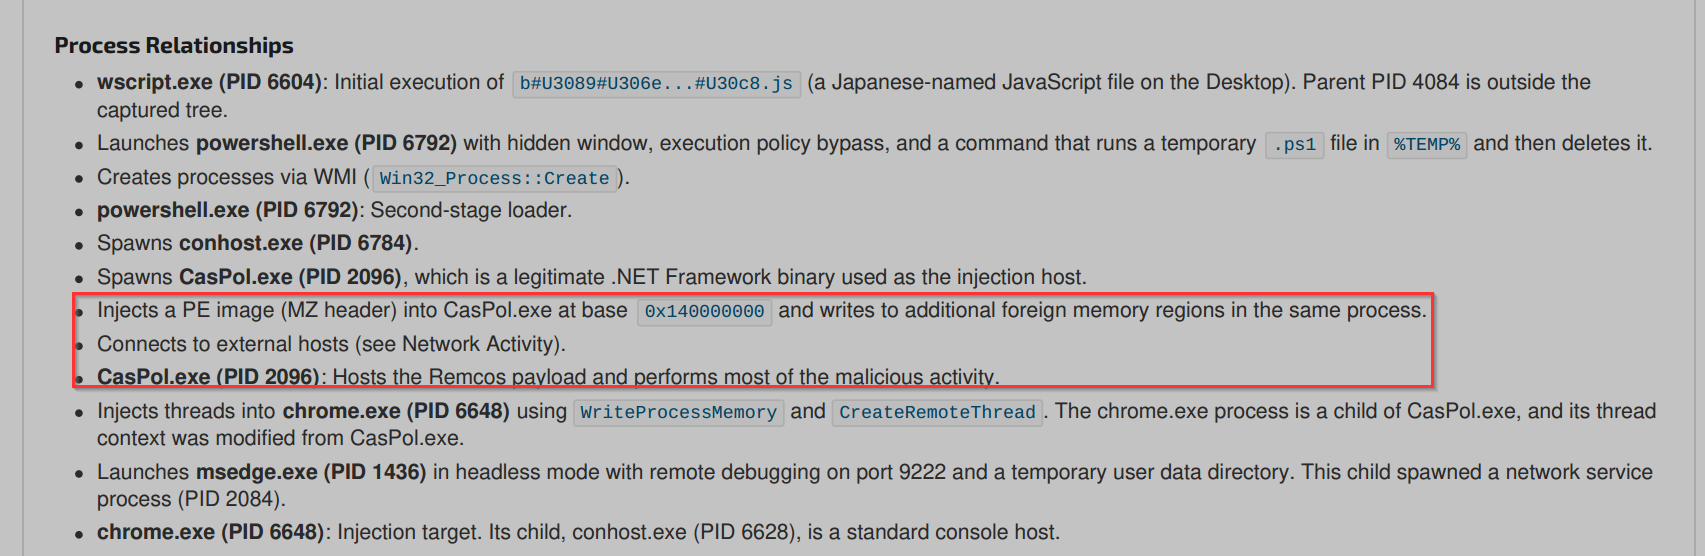 Process Relationships
wscript.exe (PID 6604): Initial execution of b#U3089#U306e...#U30c8.js (a Japanese-named JavaScript file on the Desktop). Parent PID 4084 is outside the
captured tree.
Launches powershell.exe (PID 6792) with hidden window, execution policy bypass, and a command that runs a temporary .ps1 file in %TEMP% and then deletes it.
Creates processes via WMI (Win32_Process::Create).
powershell.exe (PID 6792): Second-stage loader.
Spawns conhost.exe (PID 6784).
Spawns CasPol.exe (PID 2096), which is a legitimate .NET Framework binary used as the injection host.
Injects a PE image (MZ header) into CasPol.exe at base 0x140000000 and writes to additional foreign memory regions in the same process.
Connects to external hosts (see Network Activity).
CasPol.exe (PID 2096): Hosts the Remcos payload and performs most of the malicious activity.
Injects threads into chrome.exe (PID 6648) using WriteProcessMemory and CreateRemoteThread. The chrome.exe process is a child of CasPol.exe, and its thread
context was modified from CasPol.exe.
Launches msedge.exe (PID 1436) in headless mode with remote debugging on port 9222 and a temporary user data directory. This child spawned a network service
process (PID 2084).
chrome.exe (PID 6648): Injection target. Its child, conhost.exe (PID 6628), is a standard console host.